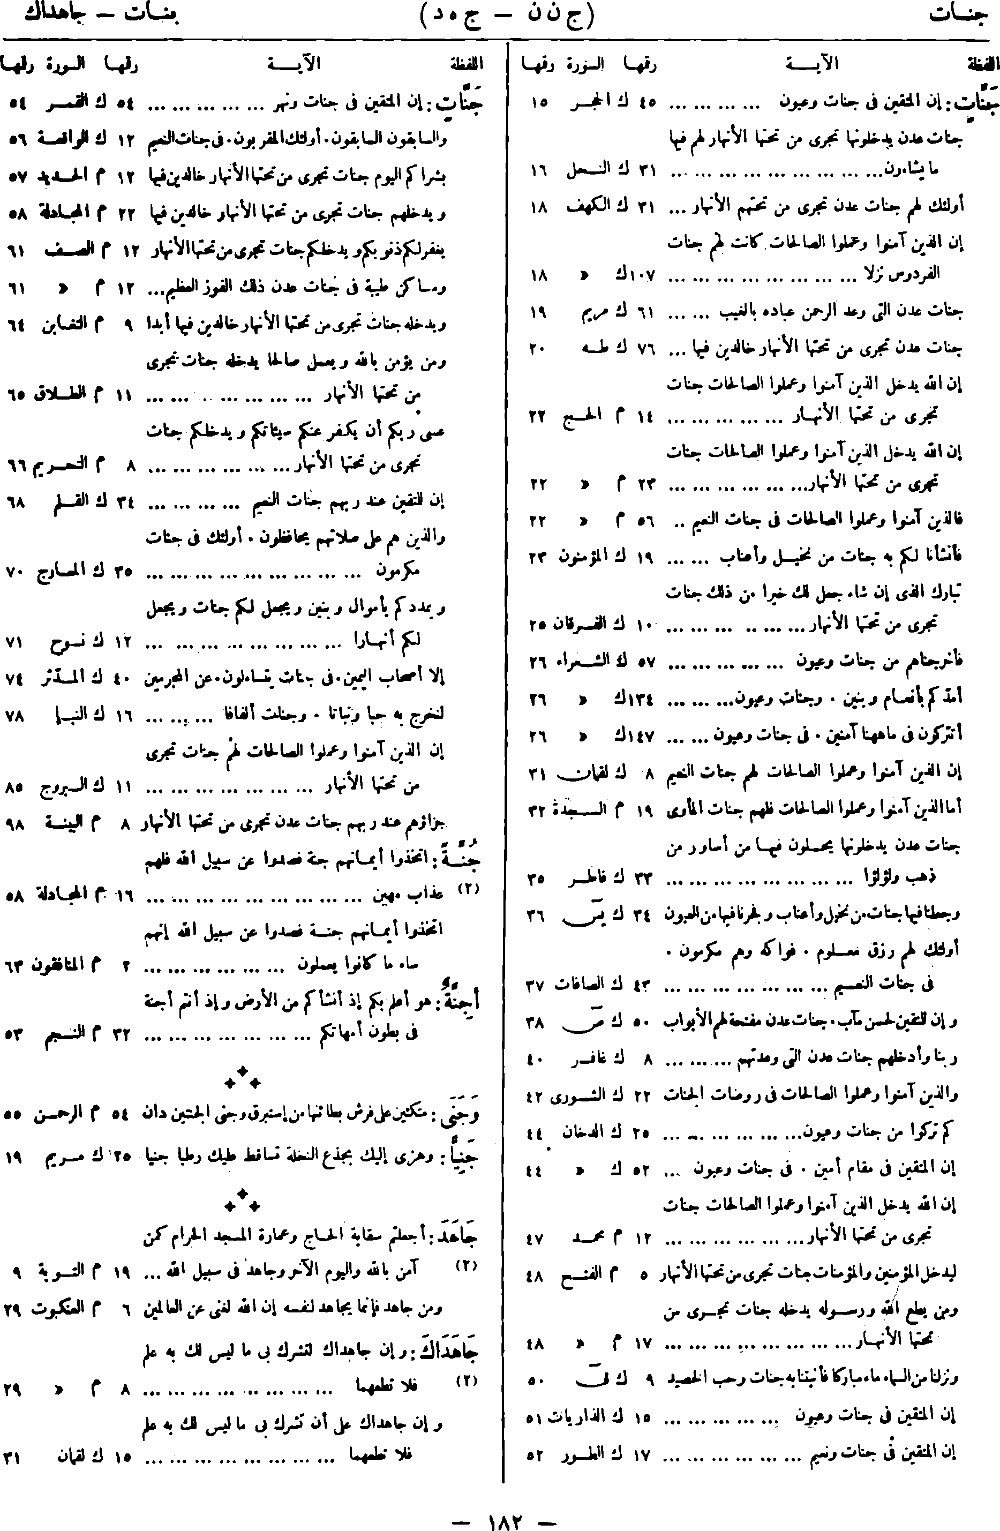 جنات (ج ن ن – ج ه د) بنات – جاهداك
اللفظة الآيـــة رقمها السورة رقمها
جَنَّاتٍ: إن المتقين فى جنات وعيون ... ... ... ... ٤٥ ك الحجر ١٥
جنات عدن يدخلونها تجرى من تحتها الأنهار لهم فيها
ما يشاءون... ... ... ... ... ... ... ... ... ٣١ ك النحل ١٦
أولئك لهم جنات عدن تجرى من تحتهم الأنهار ... ٣١ ك الكهف ١٨
إن الذين آمنوا وعملوا الصالحات كانت لهم جنات
الفردوس نزلا ... ... ... ... ... ... ... ... ١٠٧ك « ١٨
جنات عدن التى وعد الرحمن عباده بالغيب ... ... ٦١ ك مريم ١٩
جنات عدن تجرى من تحتها الأنهار خالدين فيها ... ٧٦ ك طـه ٢٠
إن الله يدخل الذين آمنوا وعملوا الصالحات جنات
تجرى من تحتها الأنهار ... ... ... ... ... ... ١٤ م الحج ٢٢
إن الله يدخل الذين آمنوا وعملوا الصالحات جنات
تجرى من تحتها الأنهار... ... ... ... ... ... ٢٣ م « ٢٢
فالذين آمنوا وعملوا الصالحات فى جنات النعيم .. ٥٦ م « ٢٢
فأنشأنا لكم به جنات من نخيل وأعناب ... ... ١٩ ك المؤمنون ٢٣
تبارك الذى إن شاء جعل لك خيرا من ذلك جنات
تجرى من تحتها الأنهار... ... .. ... ... ... ١٠ ك الفرقان ٢٥
فأخرجناهم من جنات وعيون ... ... ... ... ... ٥٧ ك الشعراء ٢٦
أمدكم بأنعام وبنين ٠ وجنات وعيون... ... ... ١٣٤ك « ٢٦
أتتركون فى ماههنا آمنين ٠ فى جنات وعيون ... ... ١٤٧ك « ٢٦
إن الذين آمنوا وعملوا الصالحات لهم جنات النعيم ٨ ك لقمان ٣١
أما الذين آمنوا وعملوا الصالحات فلهم جنات المأوى ١٩ م السجدة ٣٢
جنات عدن يدخلونها يحلون فيها من أساور من
ذهب ولؤلؤا ... ... ... ... ... ... ... ... ٣٣ ك فاطر ٣٥
وجعلنا فيها جنات من نخيل وأعناب وفجرنا فيها من العيون ٣٤ ك يس ٣٦
أولئك لهم رزق معلوم ٠ فواكه وهم مكرمون ٠
فى جنات النعيم ... ... ... ... ... ... ... ٤٣ ك الصافات ٣٧
وإن للمتقين لحسن مآب ٠ جنات عدن مفتحة لهم الأبواب ٥٠ ك ص ٣٨
ربنا وأدخلهم جنات عدن التى وعدتهم ... ... ... ٨ ك غافر ٤٠
والذين آمنوا وعملوا الصالحات فى روضات الجنات ٢٢ ك الشورى ٤٢
كم تركوا من جنات وعيون... ... ... ... ... ... ٢٥ ك الدخان ٤٤
إن المتقين فى مقام أمين ٠ فى جنات وعيون ... ٥٢ ك « ٤٤
إن الله يدخل الذين آمنوا وعملوا الصالحات جنات
تجرى من تحتها الأنهار... ... ... ... ... ... ١٢ م محمد ٤٧
ليدخل المؤمنين والمؤمنات جنات تجرى من تحتها الأنهار ٥ م الفتح ٤٨
ومن يطع الله ورسوله يدخله جنات تجرى من
تحتها الأنهار... ... ... ... ... ... ... ... ١٧ م « ٤٨
ونزلنا من السماء ماء مباركا فأنبتنا به جنات وحب الحصيد ٩ ك ق ٥٠
إن المتقين فى جنات وعيون ... ... ... ... ... ١٥ ك الذاريات ٥١
إن المتقين فى جنات ونعيم ... ... ... ... ... ... ١٧ ك الطور ٥٢
اللفظة الآيـــة رقمها السورة رقمها
جَنَّاتٍ: إن المتقين فى جنات ونهر ... ... ... ... ... ... ٥٤ ك القمر ٥٤
والسابقون السابقون ٠ أولئك المقربون ٠ فى جنات النعيم ١٢ ك الواقعة ٥٦
بشراكم اليوم جنات تجرى من تحتها الأنهار خالدين فيها ١٢ م الحديد ٥٧
ويدخلهم جنات تجرى من تحتها الأنهار خالدين فيها ٢٢ م المجادلة ٥٨
يغفر لكم ذنوبكم ويدخلكم جنات تجرى من تحتها الأنهار ١٢ م الصف ٦١
ومساكن طيبة فى جنات عدن ذلك الفوز العظيم... ١٢ م « ٦١
ويدخله جنات تجرى من تحتها الأنهار خالدين فيها أبدا ٩ م التغابن ٦٤
ومن يؤمن بالله ويعمل صالحا يدخله جنات تجرى
من تحتها الأنهار ... ... ... ... ... ... ... ١١ م الطلاق ٦٥
عسى ربكم أن يكفر عنكم سيئاتكم ويدخلكم جنات
تجرى من تحتها الأنهار ... ... ... ... ... ... ٨ م التحريم ٦٦
إن للمتقين عند ربهم جنات النعيم ... ... ... ... ٣٤ ك القلم ٦٨
والذين هم على صلاتهم يحافظون ٠ أولئك فى جنات
مكرمون ... ... ... ... ... ... ... ... ... ٣٥ ك المعارج ٧٠
ويمددكم بأموال وبنين ويجعل لكم جنات ويجعل
لكم أنهارا ... ... ... ... ... ... ... ... ١٢ ك نوح ٧١
إلا أصحاب اليمين ٠ فى جنات يتساءلون ٠ عن المجرمين ٤٠ ك المدثر ٧٤
لنخرج به حبا ونباتا ٠ وجنات ألفافا ... ... ... ١٦ ك النبإ ٧٨
إن الذين آمنوا وعملوا الصالحات لهم جنات تجرى
من تحتها الأنهار ... ... ... ... ... ... ... ١١ ك البروج ٨٥
جزاؤهم عند ربهم جنات عدن تجرى من تحتها الأنهار ٨ م البينة ٩٨
جُنَّةً: اتخذوا أيمانهم جنة فصدوا عن سبيل الله فلهم
(٢) عذاب مهين ... ... ... ... ... ... ... ... ١٦ م المجادلة ٥٨
اتخذوا أيمانهم جنة فصدوا عن سبيل الله إنهم
ساء ما كانوا يعملون ... ... ... ... ... ... ٢ م المنافقون ٦٣
أجِنَّةٌ: هو أعلم بكم إذ أنشأكم من الأرض وإذ أنتم أجنة
فى بطون أمهاتكم ... ... ... ... ... ... ... ٣٢ م النجم ٥٣
وَجَنَى: متكئين على فرش بطائنها من إستبرق وجنى الجنتين دان ٥٤ م الرحمن ٥٥
جَنِيًّا: وهزى إليك بجذع النخلة تساقط عليك رطبا جنيا ٢٥ ك مريم ١٩
جَاهَدَ: أجعلتم سقاية الحاج وعمارة المسجد الحرام كمن
(٢) آمن بالله واليوم الآخر وجاهد فى سبيل الله ... ١٩ م التوبة ٩
ومن جاهد فإنما يجاهد لنفسه إن الله لغنى عن العالمين ٦ م العنكبوت ٢٩
جَاهَدَاكَ: وإن جاهداك لتشرك بى ما ليس لك به علم
(٢) فلا تطعهما ... ... ... ... ... ... ... ... ٨ م « ٢٩
وإن جاهداك على أن تشرك بى ما ليس لك به علم
فلا تطعهما ... ... ... ... ... ... ... ... ١٥ ك لقمان ٣١
– ١٨٢ –